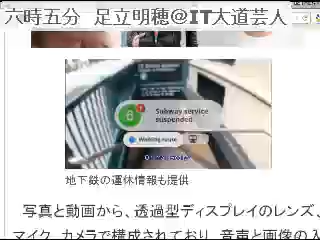 六時五分 足立明穂@IT大道芸人
6
Subway service
suspended
地下鉄の運休情報も提供
写真と動画から、透過型ディスプレイのレンズ、
マイク、カメラで構成されており、音声と画像の入